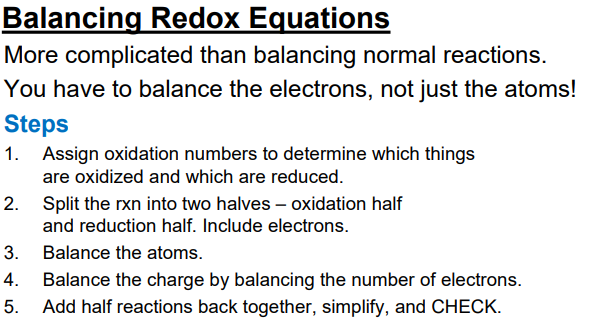 Balancing Redox Equations
More complicated than balancing normal reactions.
You have to balance the electrons, not just the atoms!
Steps
1. Assign oxidation numbers to determine which things
are oxidized and which are reduced.
2. Split the rxn into two halves – oxidation half
and reduction half. Include electrons.
3. Balance the atoms.
4. Balance the charge by balancing the number of electrons.
5. Add half reactions back together, simplify, and CHECK.